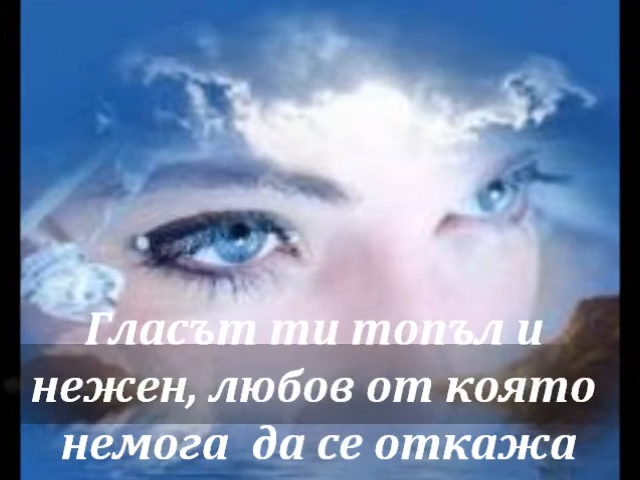 Гласът ти топъл и
нежен, любов от която
немога да се откажа